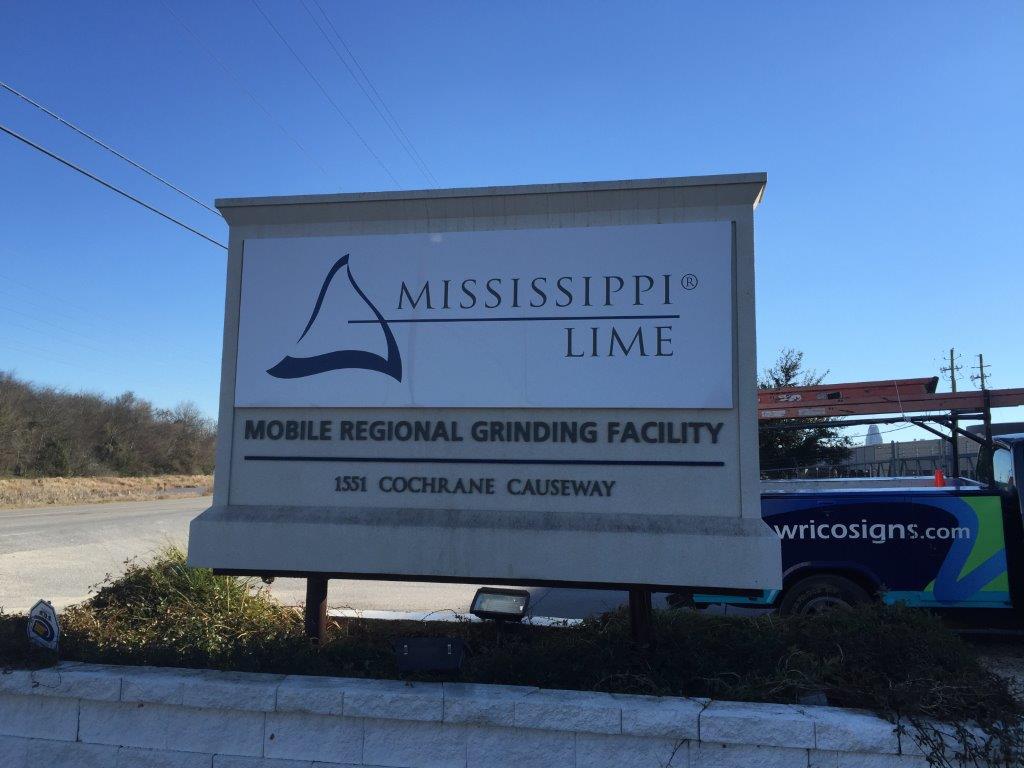 MISSISSIPPI®
LIME
MOBILE REGIONAL GRINDING FACILITY
1551 COCHRANE CAUSEWAY
wricosigns.com